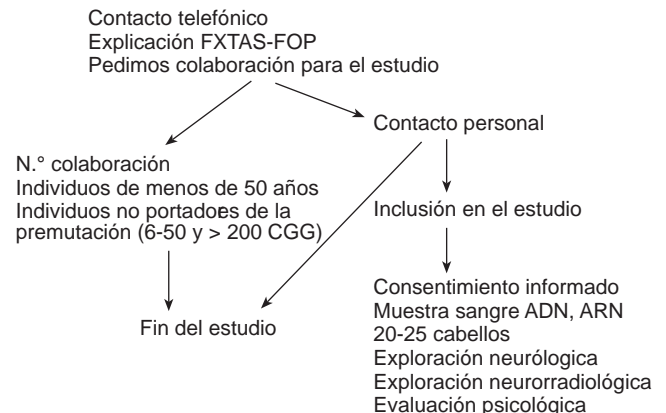 Contacto telefónico
Explicación FXTAS-FOP
Pedimos colaboración para el estudio
Contacto personal
N.° colaboración
Individuos de menos de 50 años
Individuos no portadores de la
premutación (6-50 y > 200 CGG)
Inclusión en el estudio
Fin del estudio
Consentimiento informado
Muestra sangre ADN, ARN
20-25 cabellos
Exploración neurólogica
Exploración neurorradiológica
Evaluación psicológica